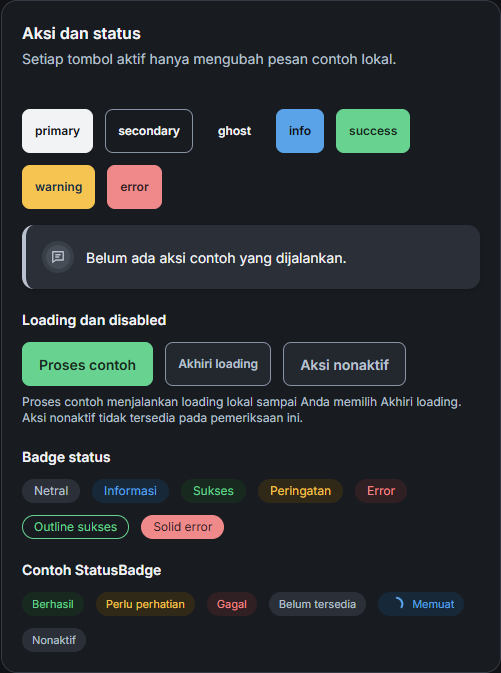 Aksi dan status
Setiap tombol aktif hanya mengubah pesan contoh lokal.
primary secondary ghost info success
warning error
Belum ada aksi contoh yang dijalankan.
Loading dan disabled
Proses contoh Akhiri loading Aksi nonaktif
Proses contoh menjalankan loading lokal sampai Anda memilih Akhiri loading.
Aksi nonaktif tidak tersedia pada pemeriksaan ini.
Badge status
Netral Informasi Sukses Peringatan Error
Outline sukses Solid error
Contoh StatusBadge
Berhasil Perlu perhatian Gagal Belum tersedia Memuat
Nonaktif